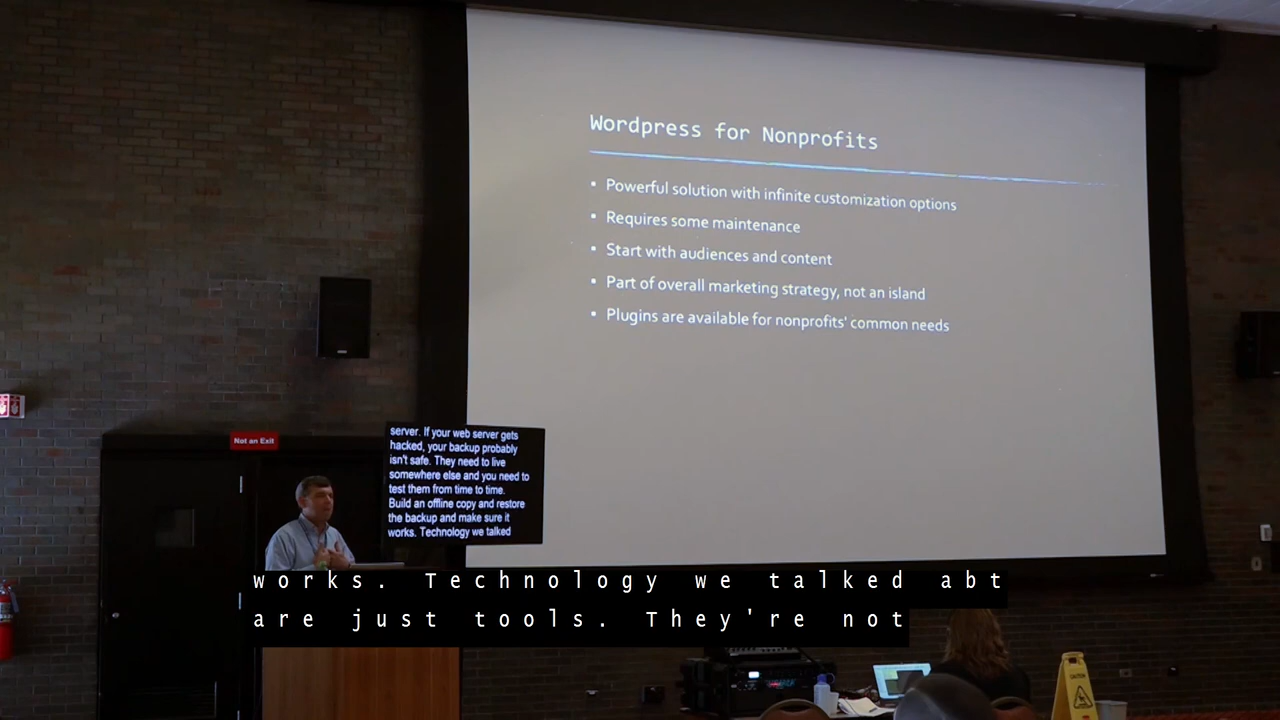 Wordpress for Nonprofits
▪ Powerful solution with infinite customization options
▪ Requires some maintenance
▪ Start with audiences and content
▪ Part of overall marketing strategy, not an island
▪ Plugins are available for nonprofits' common needs
Not an Exit
server. If your web server gets
hacked, your backup probably
isn't safe. They need to live
somewhere else and you need to
test them from time to time.
Build an offline copy and restore
the backup and make sure it
works. Technology we talked
works. Technology we talked abt
are just tools. They're not
CAUTION